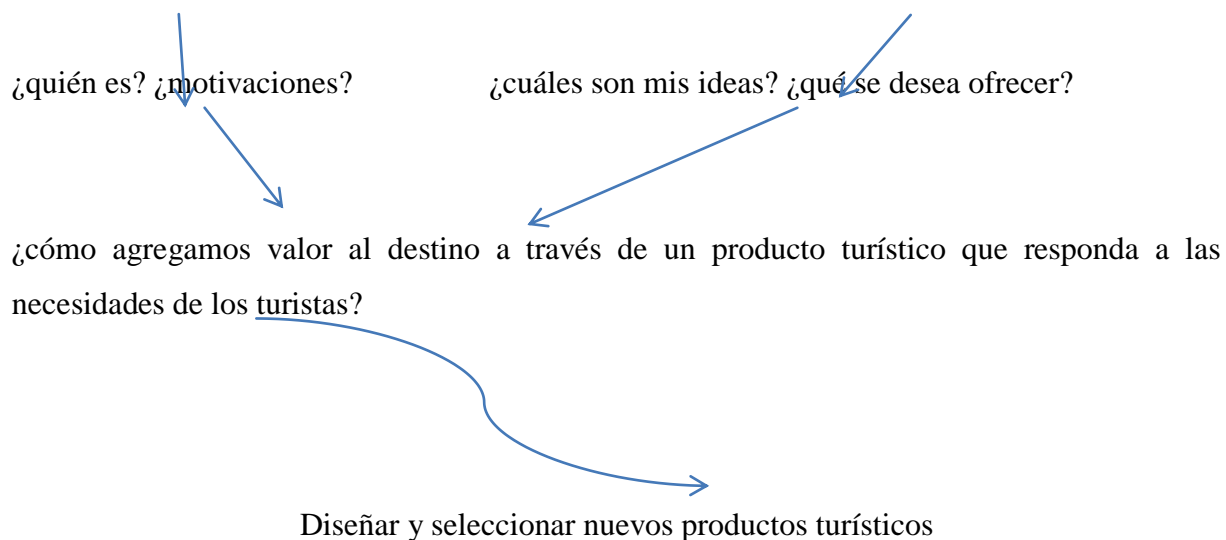 ¿quién es? ¿motivaciones? ¿cuáles son mis ideas? ¿qué se desea ofrecer?
¿cómo agregamos valor al destino a través de un producto turístico que responda a las
necesidades de los turistas?
Diseñar y seleccionar nuevos productos turísticos